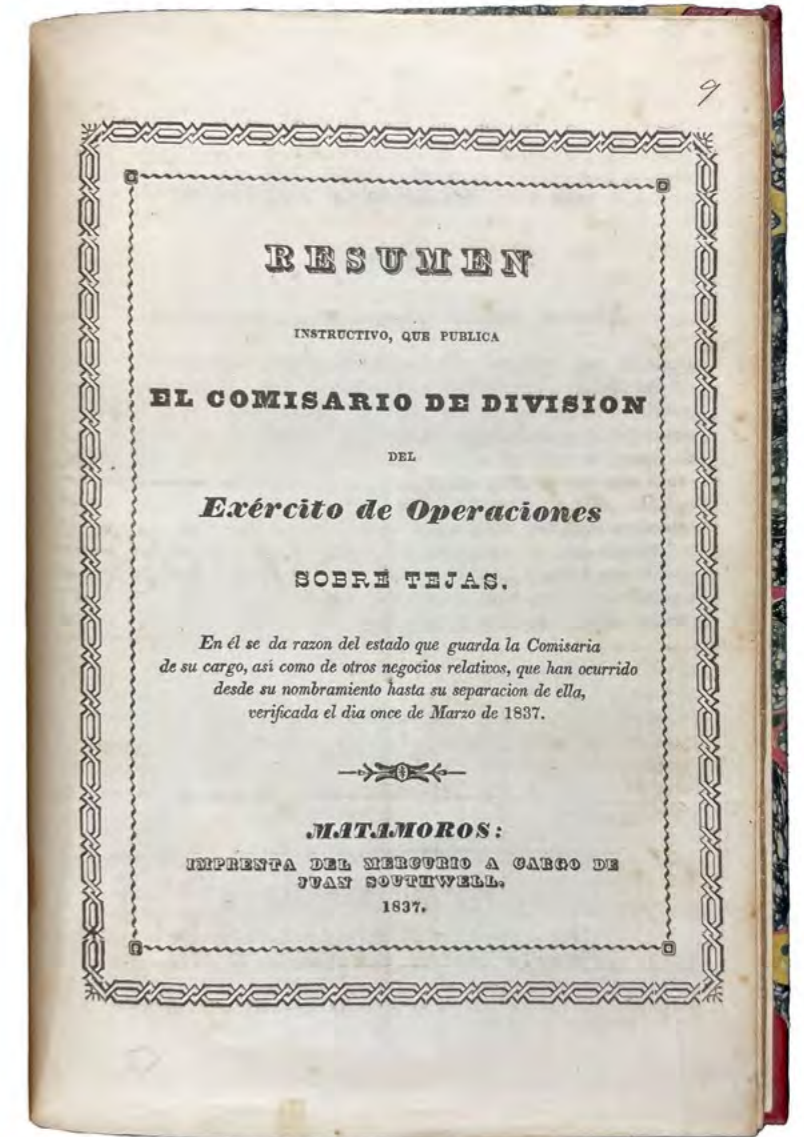 9
RESUMEN
INSTRUCTIVO, QUE PUBLICA
EL COMISARIO DE DIVISION
DEL
Exército de Operaciones
SOBRE TEJAS.
En él se da razon del estado que guarda la Comisaria
de su cargo, asi como de otros negocios relativos, que han ocurrido
desde su nombramiento hasta su separacion de ella,
verificada el dia once de Marzo de 1837.
MATAMOROS:
IMPRENTA DEL MERCURIO A CARGO DE
JUAN SOUTHWELL.
1837.